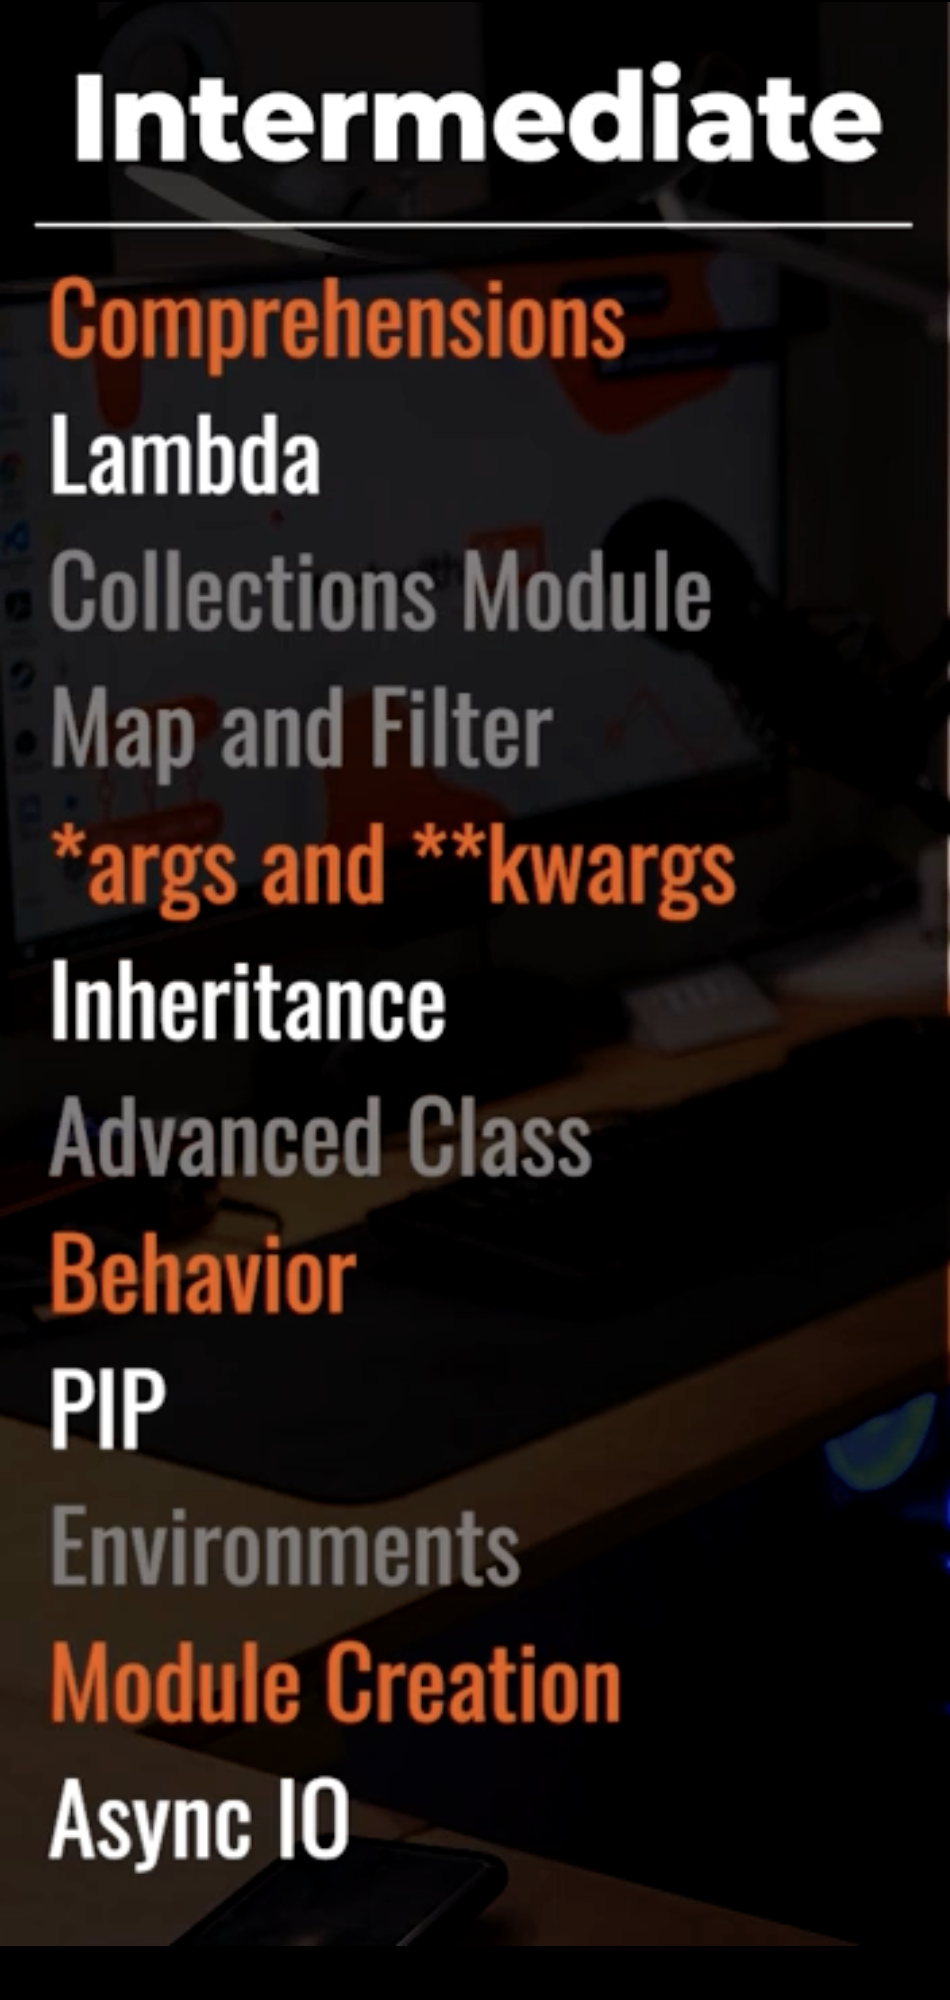 Intermediate
Comprehensions
Lambda
Collections Module
Map and Filter
*args and **kwargs
Inheritance
Advanced Class
Behavior
PIP
Environments
Module Creation
Async IO